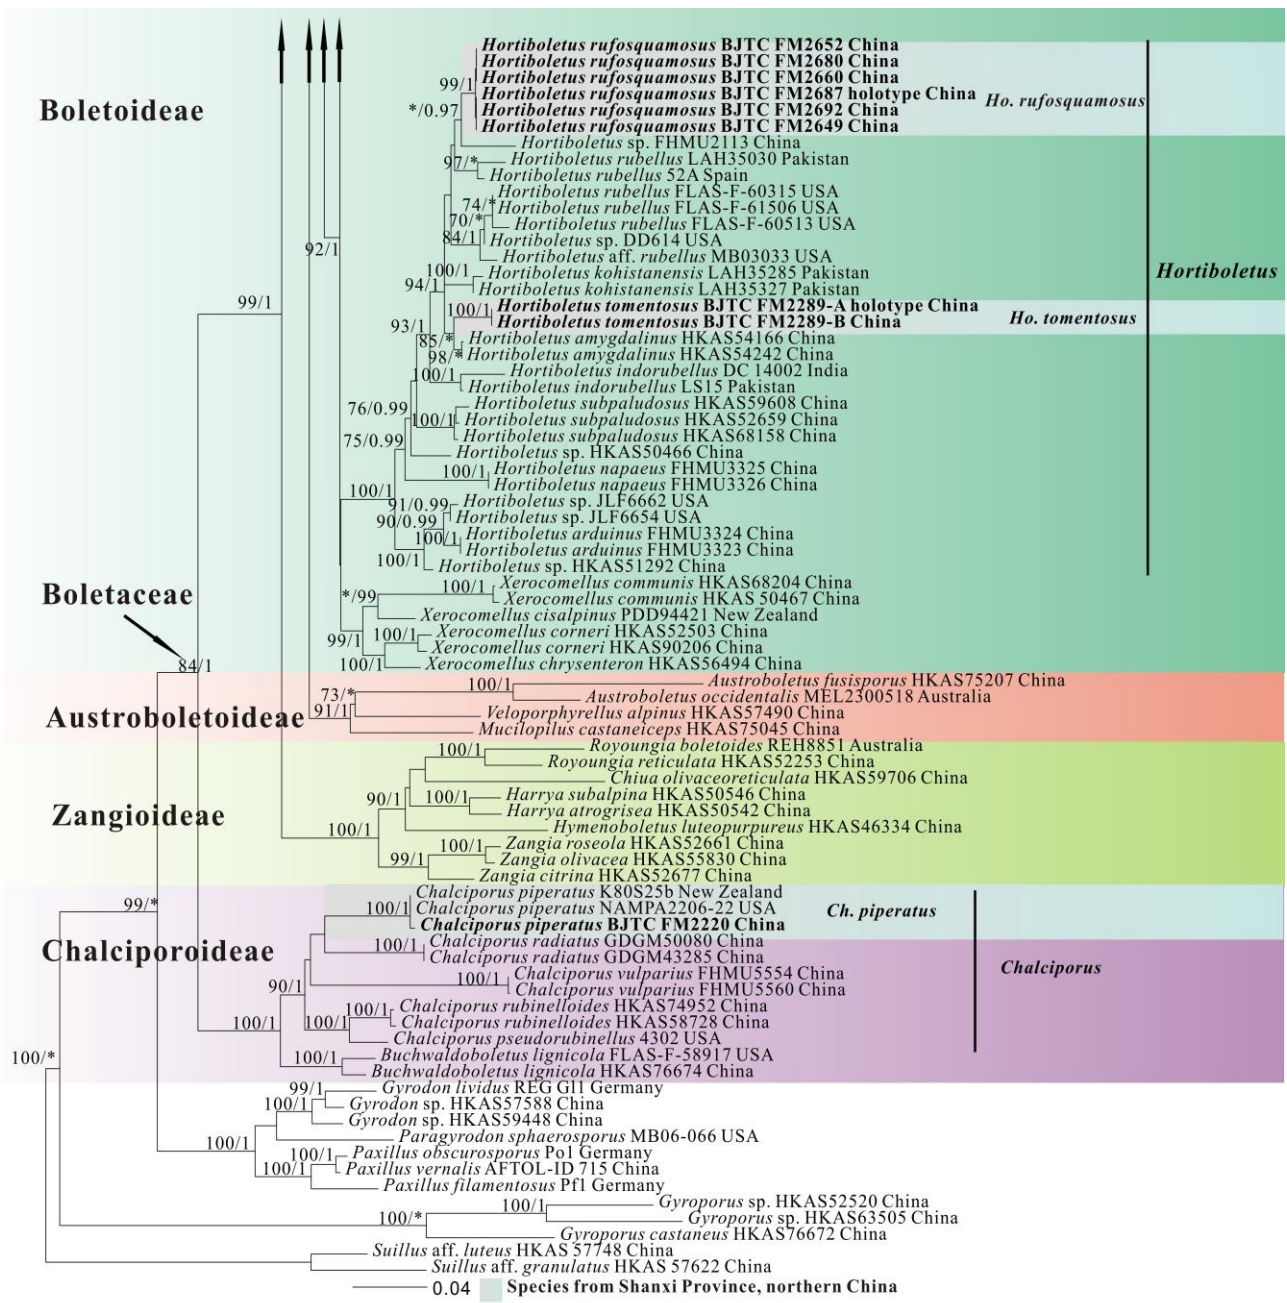 Hortiboletus rufosquamosus BJTC FM2652 China
Hortiboletus rufosquamosus BJTC FM2680 China
Hortiboletus rufosquamosus BJTC FM2660 China
99/1
Hortiboletus rufosquamosus BJTC FM2687 holotype China
Ho. rufosquamosus
Boletoideae
*/0.97
Hortiboletus rufosquamosus BJTC FM2692 China
Hortiboletus rufosquamosus BJTC FM2649 China
Hortiboletus sp. FHMU2113 China
97/*
Hortiboletus rubellus LAH35030 Pakistan
Hortiboletus rubellus 52A Spain
Hortiboletus rubellus FLAS-F-60315 USA
74/*
Hortiboletus rubellus FLAS-F-61506 USA
70/*
Hortiboletus rubellus FLAS-F-60513 USA
84/1
Hortiboletus sp. DD614 USA
92/1
Hortiboletus aff. rubellus MB03033 USA
100/1
Hortiboletus kohistanensis LAH35285 Pakistan
Hortiboletus
94/1
Hortiboletus kohistanensis LAH35327 Pakistan
99/1
100/1
Hortiboletus tomentosus BJTC FM2289-A holotype China
Hortiboletus tomentosus BJTC FM2289-B China
Ho. tomentosus
93/1
85/*
Hortiboletus amygdalinus HKAS54166 China
98/*
Hortiboletus amygdalinus HKAS54242 China
100/1
Hortiboletus indorubellus DC 14002 India
Hortiboletus indorubellus LS15 Pakistan
76/0.99
Hortiboletus subpaludosus HKAS59608 China
100/1
Hortiboletus subpaludosus HKAS52659 China
75/0.99
Hortiboletus subpaludosus HKAS68158 China
Hortiboletus sp. HKAS50466 China
100/1
Hortiboletus napaeus FHMU3325 China
Hortiboletus napaeus FHMU3326 China
100/1
91/0.99
Hortiboletus sp. JLF6662 USA
90/0.99
Hortiboletus sp. JLF6654 USA
100/1
Hortiboletus arduinus FHMU3324 China
Hortiboletus arduinus FHMU3323 China
100/1
Hortiboletus sp. HKAS51292 China
Boletaceae
*/99
100/1
Xerocomellus communis HKAS68204 China
Xerocomellus communis HKAS 50467 China
Xerocomellus cisalpinus PDD94421 New Zealand
99/1
100/1
Xerocomellus corneri HKAS52503 China
Xerocomellus corneri HKAS90206 China
84/1
100/1
Xerocomellus chrysenteron HKAS56494 China
100/1
Austroboletus fusisporus HKAS75207 China
73/*
Austroboletus occidentalis MEL2300518 Australia
Austroboletoideae
91/1
Veloporphyrellus alpinus HKAS57490 China
Mucilopilus castaneiceps HKAS75045 China
100/1
Royoungia boletoides REH8851 Australia
Royoungia reticulata HKAS52253 China
Chiua olivaceoreticulata HKAS59706 China
90/1
100/1
Harrya subalpina HKAS50546 China
Harrya atrogrisea HKAS50542 China
Zangioideae
100/1
Hymenoboletus luteopurpureus HKAS46334 China
100/1
Zangia roseola HKAS52661 China
99/1
Zangia olivacea HKAS55830 China
Zangia citrina HKAS52677 China
Chalciporus piperatus K80S25b New Zealand
99/*
100/1
Chalciporus piperatus NAMPA2206-22 USA
Ch. piperatus
Chalciporus piperatus BJTC FM2220 China
Chalciporoideae
100/1
Chalciporus radiatus GDGM50080 China
Chalciporus radiatus GDGM43285 China
Chalciporus
100/1
Chalciporus vulparius FHMU5554 China
90/1
Chalciporus vulparius FHMU5560 China
100/1
Chalciporus rubinelloides HKAS74952 China
100/1
100/1
Chalciporus rubinelloides HKAS58728 China
Chalciporus pseudorubinellus 4302 USA
100/*
100/1
Buchwaldoboletus lignicola FLAS-F-58917 USA
Buchwaldoboletus lignicola HKAS76674 China
99/1
Gyrodon lividus REG Gl1 Germany
100/1
Gyrodon sp. HKAS57588 China
Gyrodon sp. HKAS59448 China
100/1
Paragyrodon sphaerosporus MB06-066 USA
100/1
Paxillus obscurosporus Po1 Germany
100/1
Paxillus vernalis AFTOL-ID 715 China
Paxillus filamentosus Pf1 Germany
100/1
Gyroporus sp. HKAS52520 China
100/*
Gyroporus sp. HKAS63505 China
Gyroporus castaneus HKAS76672 China
Suillus aff. luteus HKAS 57748 China
Suillus aff. granulatus HKAS 57622 China
0.04
Species from Shanxi Province, northern China